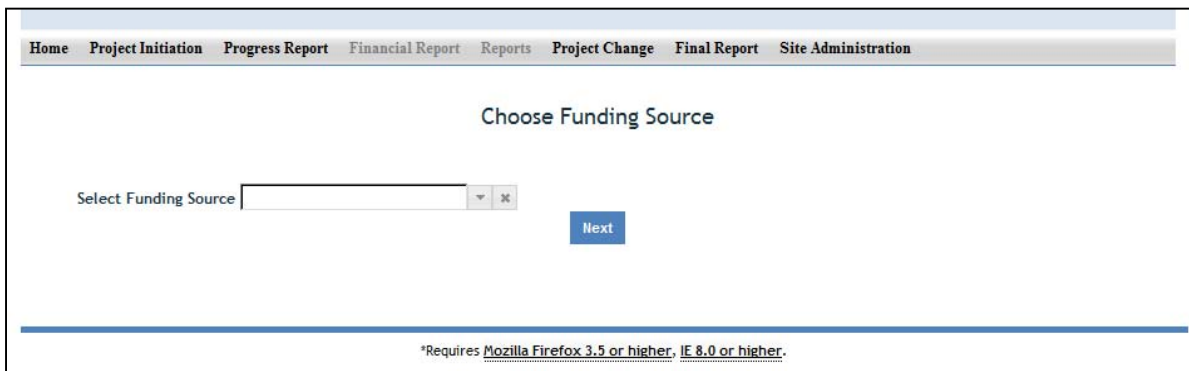 Home Project Initiation Progress Report Financial Report Reports Project Change Final Report Site Administration
Choose Funding Source
Select Funding Source
Next
*Requires Mozilla Firefox 3.5 or higher, IE 8.0 or higher.